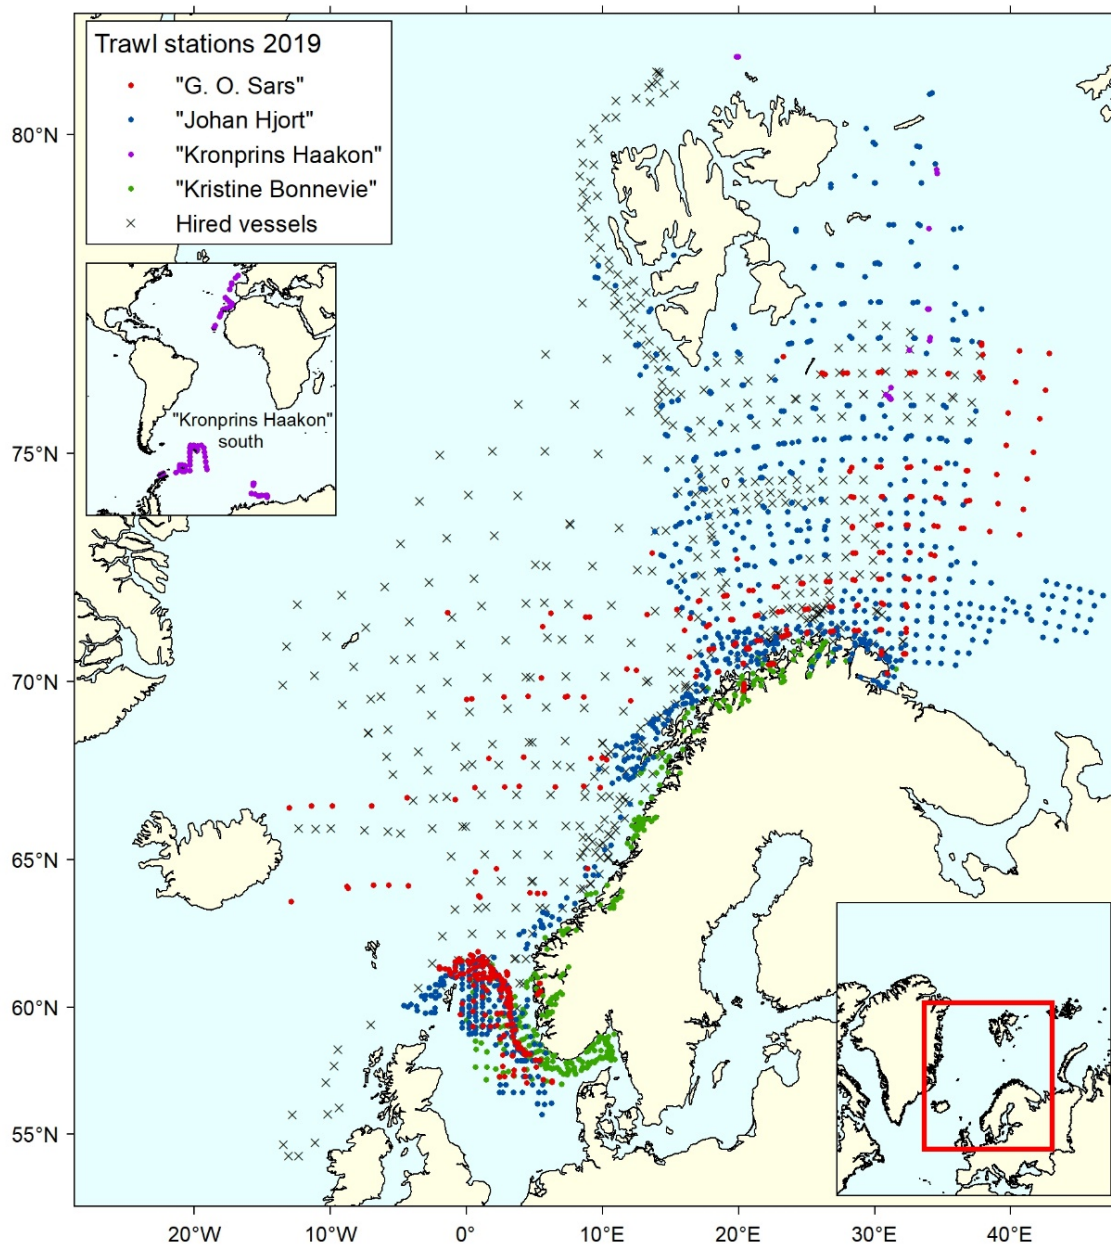 Trawl stations 2019
"G. O. Sars"
"Johan Hjort"
"Kronprins Haakon"
"Kristine Bonnevie"
Hired vessels
"Kronprins Haakon"
south
80°N
75°N
70°N
65°N
60°N
55°N
20°W
10°W
0°
10°E
20°E
30°E
40°E